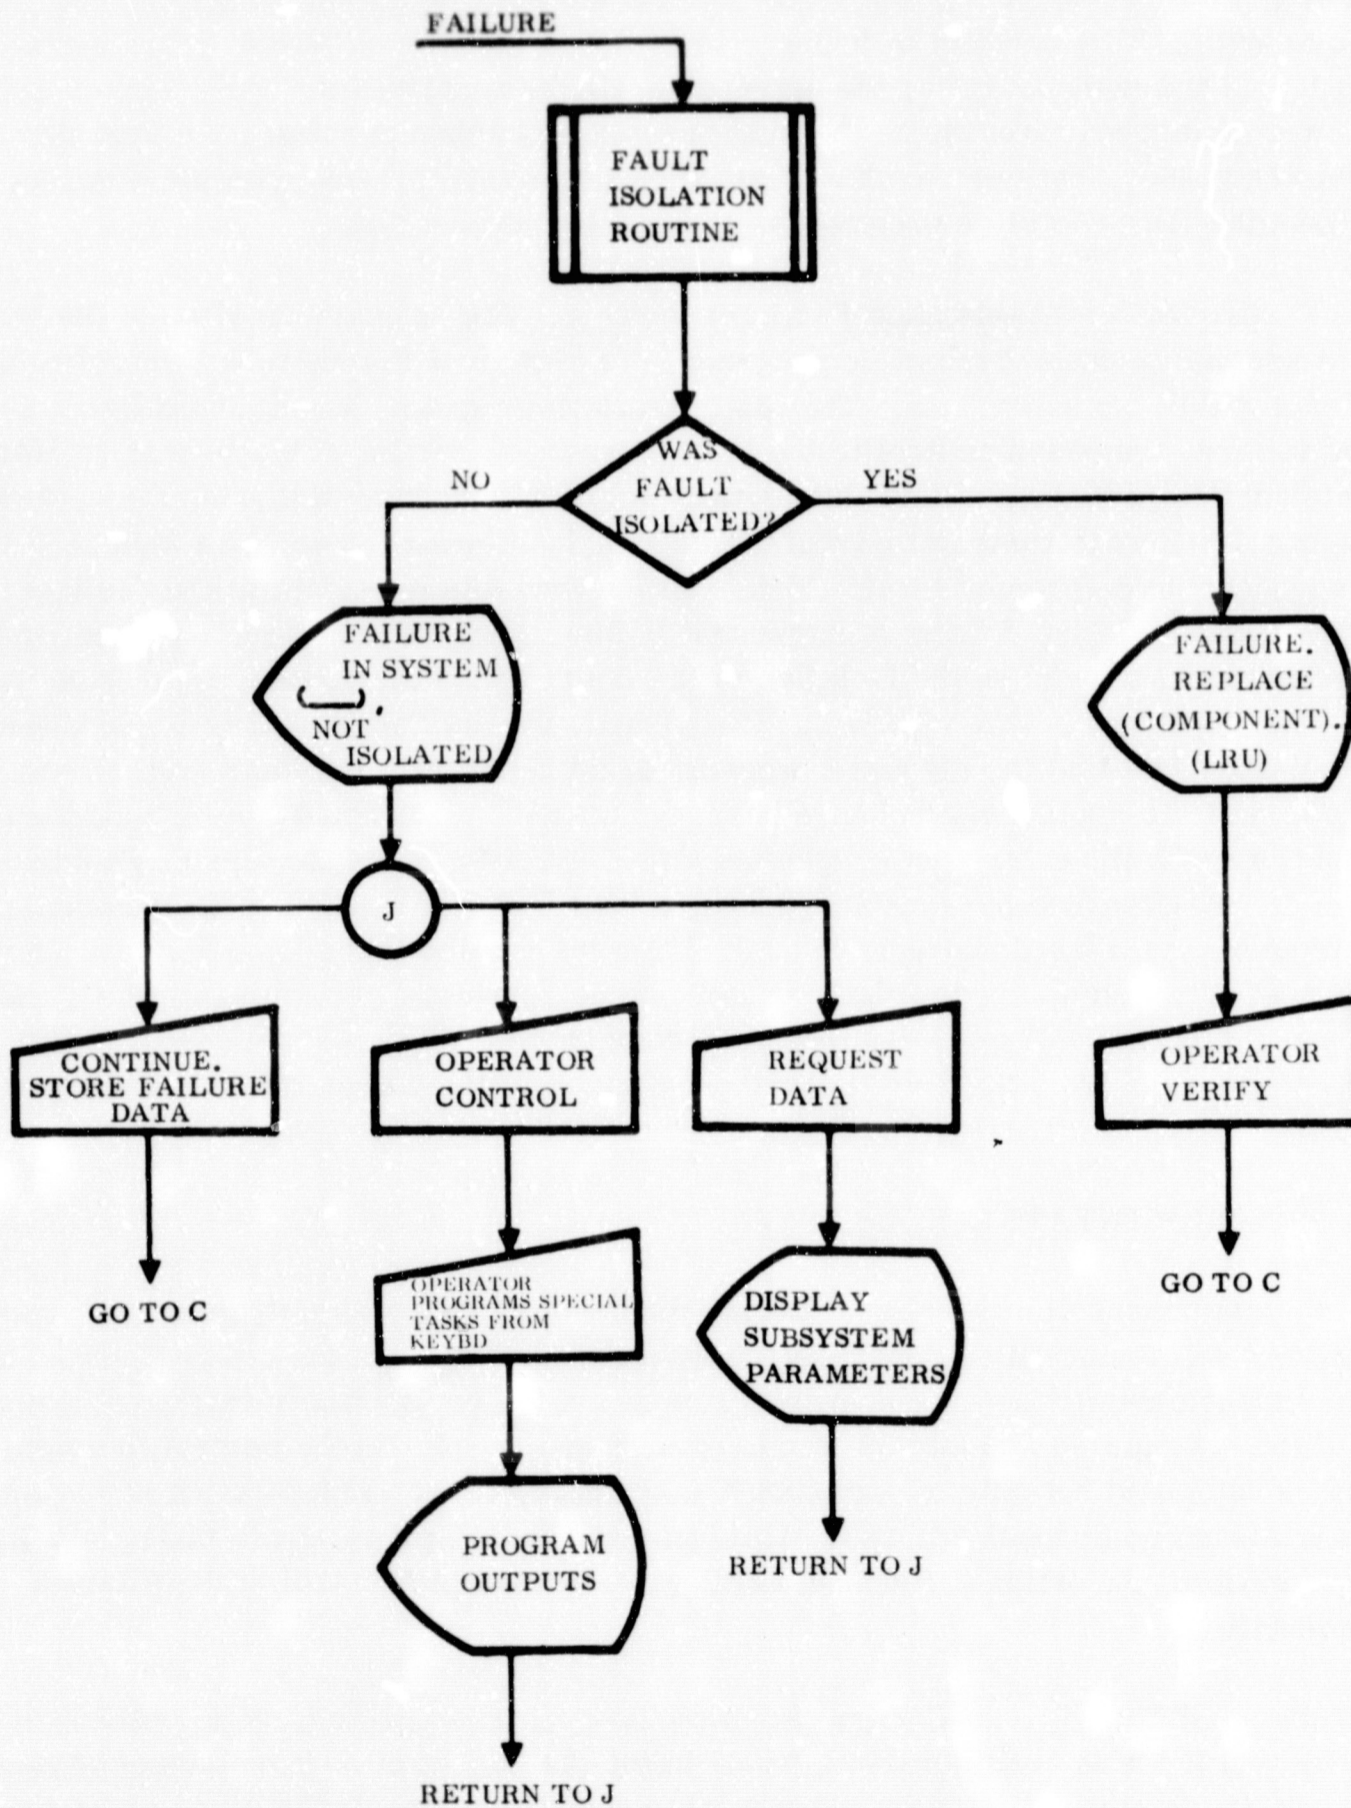 FAILURE
FAULT
ISOLATION
ROUTINE
WAS
FAULT
ISOLATED?
NO
YES
FAILURE
IN SYSTEM
(__).
NOT
ISOLATED
FAILURE.
REPLACE
(COMPONENT).
(LRU)
J
CONTINUE.
STORE FAILURE
DATA
OPERATOR
CONTROL
REQUEST
DATA
OPERATOR
VERIFY
GO TO C
OPERATOR
PROGRAMS SPECIAL
TASKS FROM
KEYBD
DISPLAY
SUBSYSTEM
PARAMETERS
GO TO C
PROGRAM
OUTPUTS
RETURN TO J
RETURN TO J